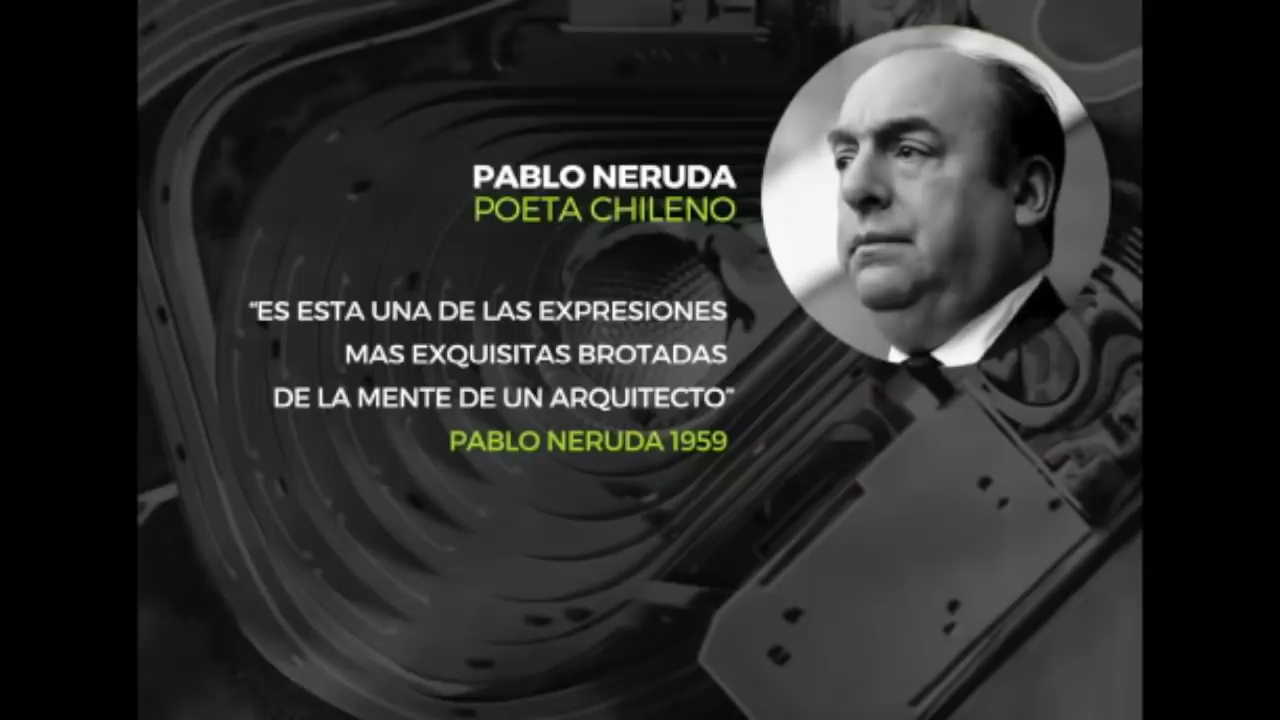 PABLO NERUDA
POETA CHILENO
“ES ESTA UNA DE LAS EXPRESIONES
MAS EXQUISITAS BROTADAS
DE LA MENTE DE UN ARQUITECTO”
PABLO NERUDA 1959